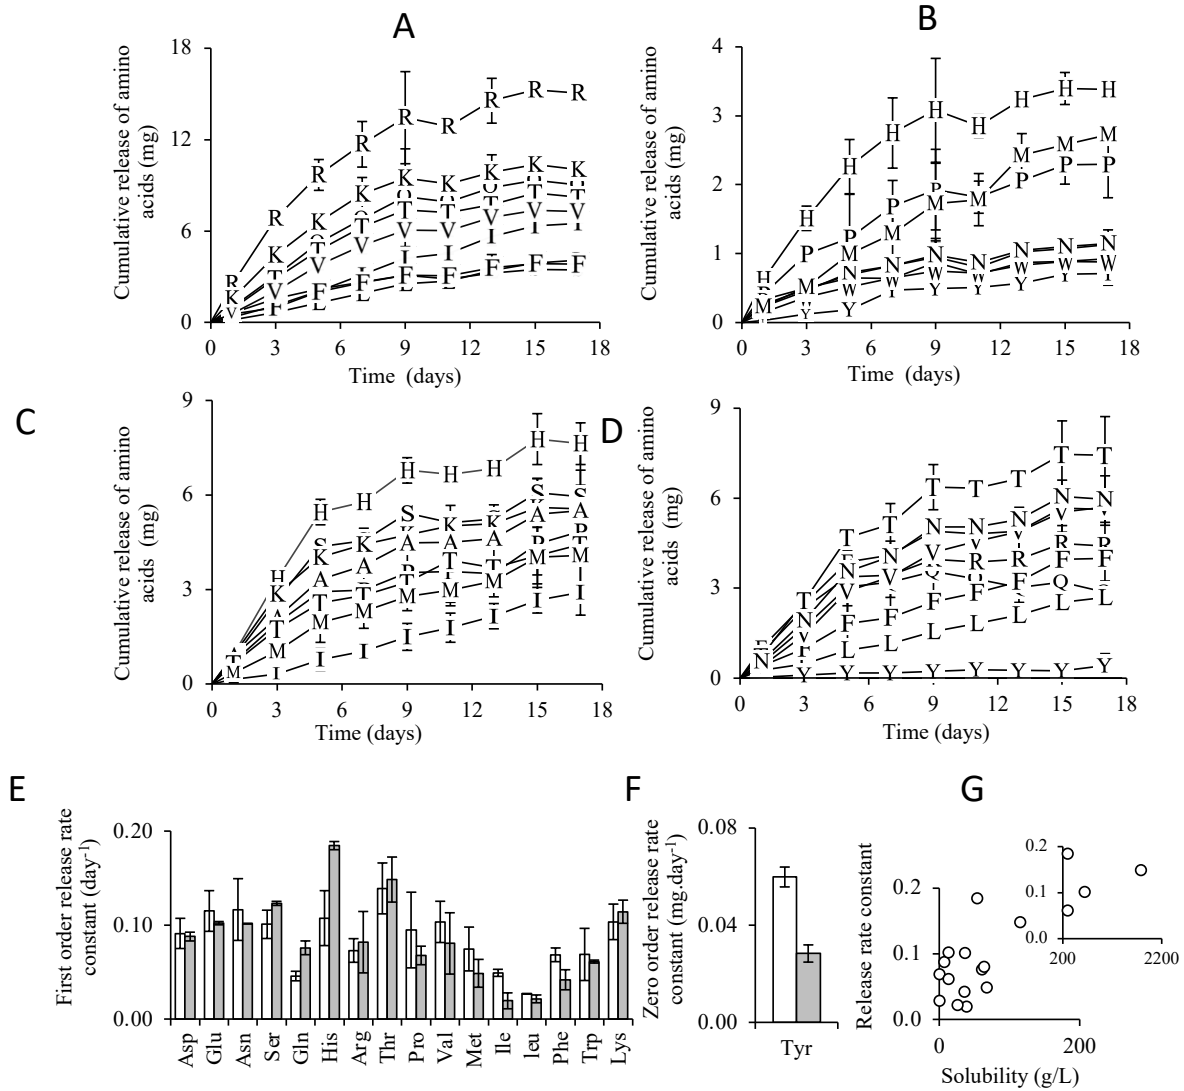 A
Cumulative release of amino
acids (mg)
18
12
6
0
R R R R R R R R R
K K K K K K K K K
T T T T T T T
V V V V V V V V V
I I I I I
F F F F F F F F
L L L
0 3 6 9 12 15 18
Time (days)
B
Cumulative release of amino
acids (mg)
4
3
2
1
0
H H H H H H H H H
M M M M M M M M M
P P P P P P P
N N N N N N N
W W W W W W W
Y Y Y Y Y Y
0 3 6 9 12 15 18
Time (days)
C
Cumulative release of amino
acids (mg)
9
6
3
0
H H H H H H H H H
S S S S
K K K K K
A A A A A A A
T T T T
M M M M M M M M
I I I I I I I I
0 3 6 9 12 15 18
Time (days)
D
Cumulative release of amino
acids (mg)
9
6
3
0
T T T T T T T T
N N N N N N N N N
V V V V V
R R R R R
Q Q Q
F F F F F F F
L L L L L L L
Y Y Y Y Y Y Y Y
0 3 6 9 12 15 18
Time (days)
E
First order release rate
constant (day-1)
0.20
0.10
0.00
Asp Glu Asn Ser Gln His Arg Thr Pro Val Met Ile leu Phe Trp Lys
F
Zero order release rate
constant (mg.day-1)
0.08
0.04
0.00
Tyr
G
Release rate constant
0.2
0.1
0.0
0 200
Solubility (g/L)
0.2
0.1
0.0
200 2200